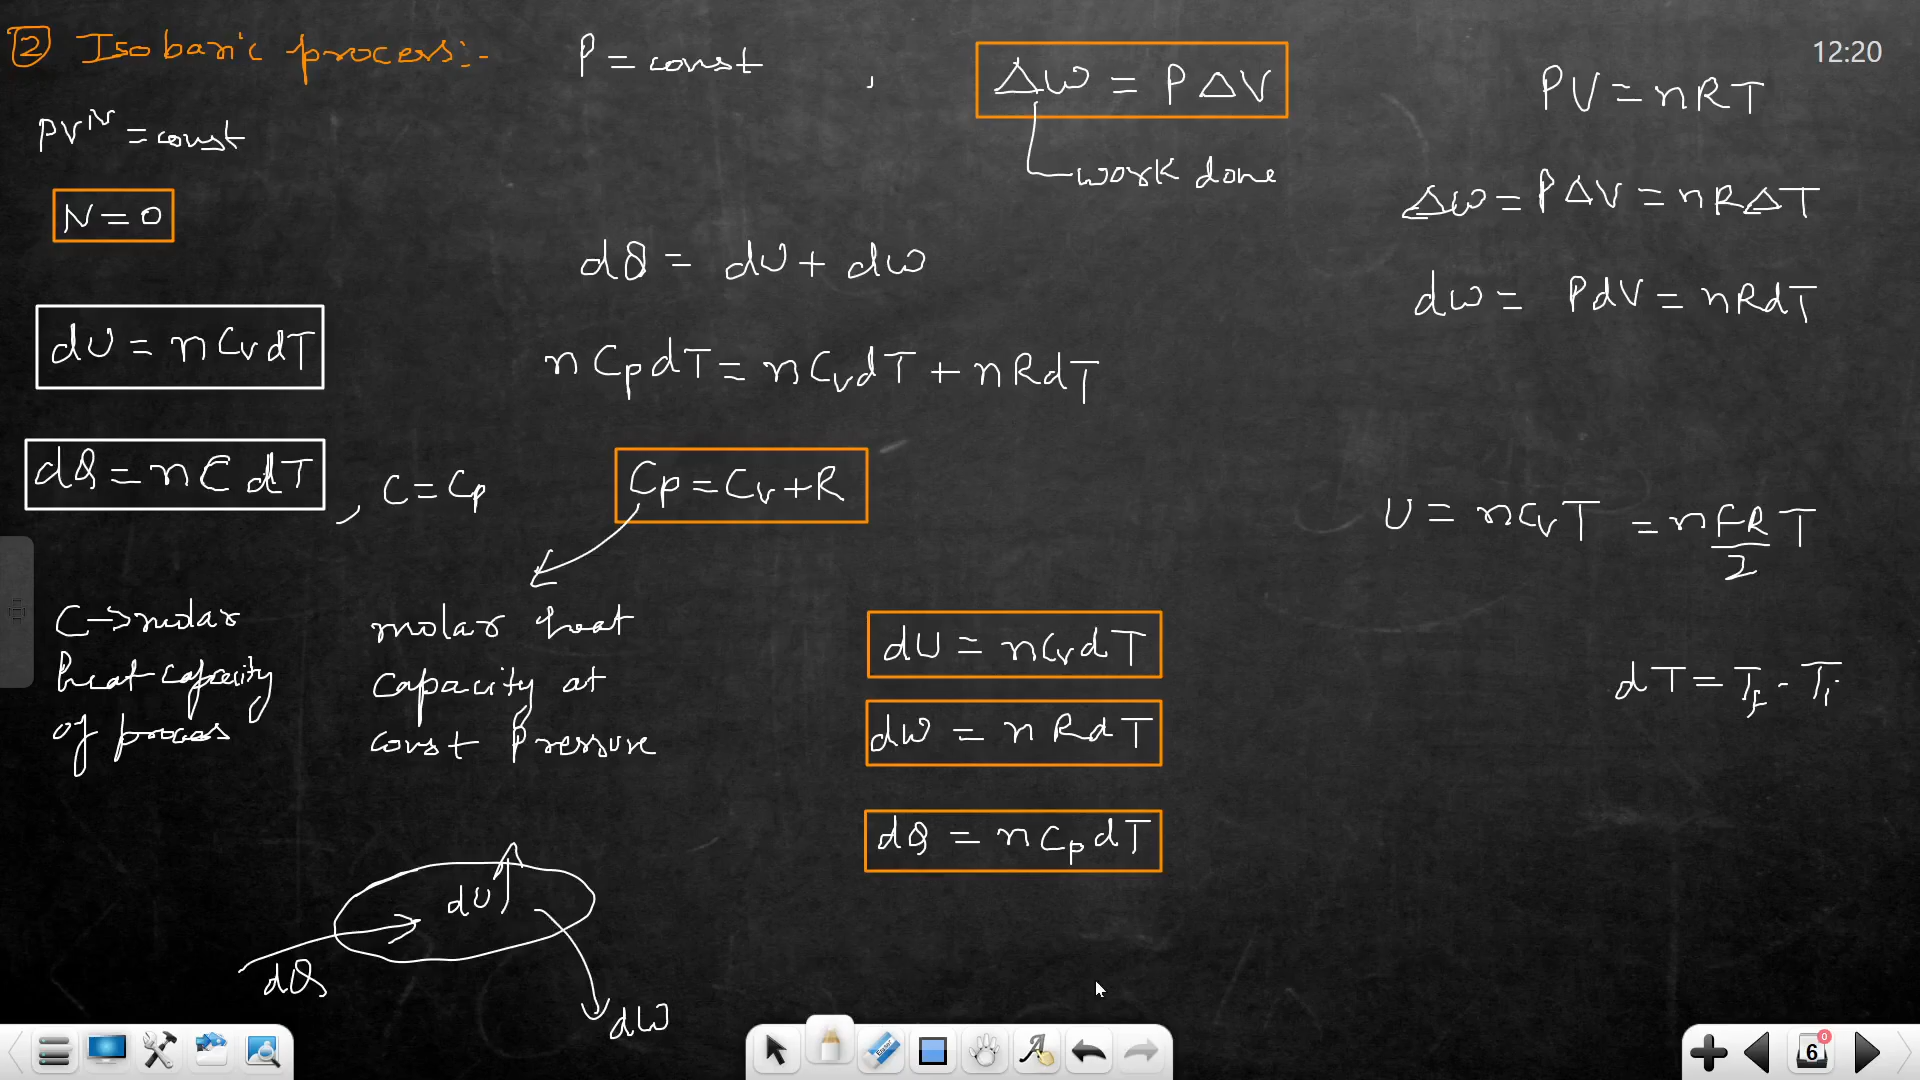 ② Isobaric process:-
P = const ,
ΔW = PΔV
work done
12:20
PV = nRT
PV^N = const
N = 0
ΔW = PΔV = nRΔT
dW = PdV = nRdT
dQ = dU + dW
dU = nCvdT
nCpdT = nCvdT + nRdT
dQ = nCdT , C = Cp
Cp = Cv + R
U = nCvT = n fR/2 T
C → molar
heat capacity
of process
molar heat
capacity at
const Pressure
dU = nCvdT
dW = nRdT
dQ = nCpdT
dT = Tf - Ti
dU
dQ
dW
Eraser
A
6
0